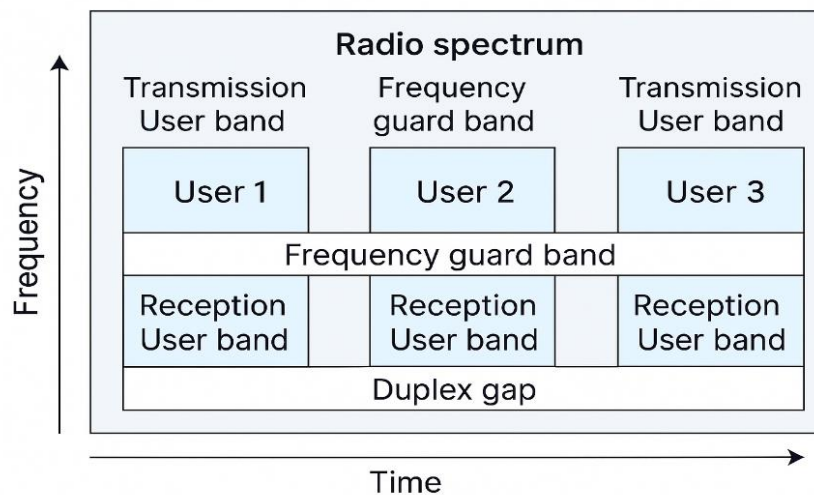 Radio spectrum
Transmission
User band
Frequency
guard band
Transmission
User band
User 1
User 2
User 3
Frequency guard band
Reception
User band
Reception
User band
Reception
User band
Duplex gap
Frequency
Time